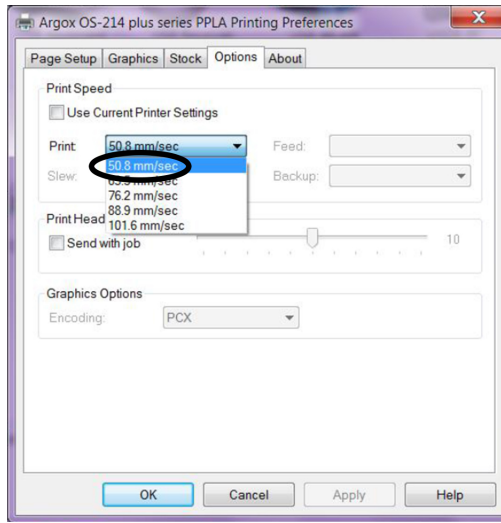 Argox OS-214 plus series PPLA Printing Preferences
Page Setup Graphics Stock Options About
Print Speed
Use Current Printer Settings
Print: 50.8 mm/sec Feed:
50.8 mm/sec
Slew: Backup:
76.2 mm/sec
88.9 mm/sec
Print Head
101.6 mm/sec
Send with job 10
Graphics Options
Encoding: PCX
OK Cancel Apply Help